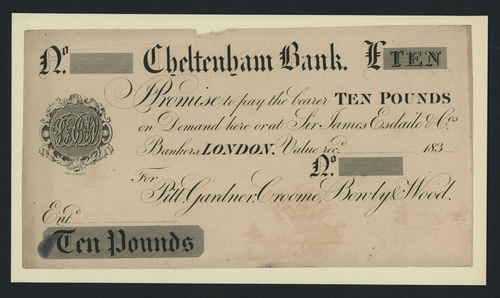 No. Cheltenham Bank. £TEN
I Promise to pay the bearer TEN POUNDS
on Demand here or at Sir James Esdaile & Cos.
Bankers, LONDON. Value recd. 183
No.
For
Pitt, Gardner, Croome, Bowly & Wood.
Entd.
Ten Pounds